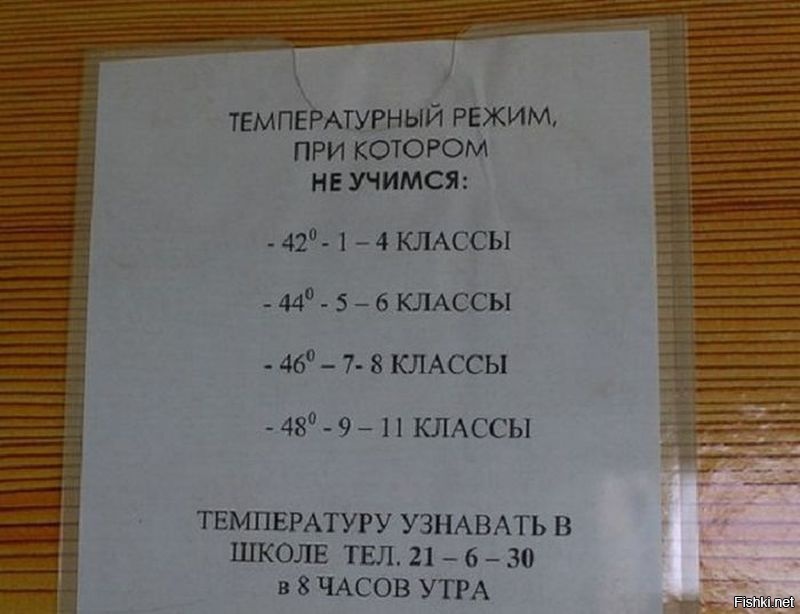 ТЕМПЕРАТУРНЫЙ РЕЖИМ,
ПРИ КОТОРОМ
НЕ УЧИМСЯ:
- 42⁰ - 1 – 4 КЛАССЫ
- 44⁰ - 5 – 6 КЛАССЫ
- 46⁰ – 7- 8 КЛАССЫ
- 48⁰ - 9 – 11 КЛАССЫ
ТЕМПЕРАТУРУ УЗНАВАТЬ В
ШКОЛЕ ТЕЛ. 21 – 6 – 30
в 8 ЧАСОВ УТРА
Fishki.net